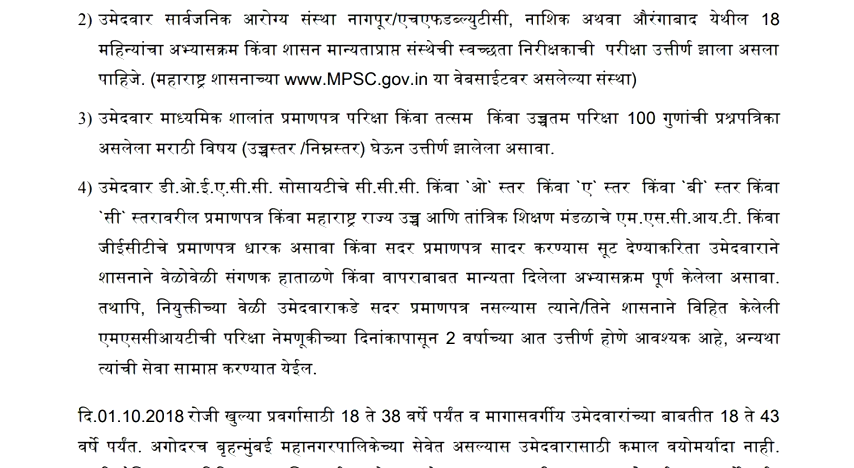 2) उमेदवार सार्वजनिक आरोग्य संस्था नागपूर/एचएफडब्ल्युटीसी, नाशिक अथवा औरंगाबाद येथील 18
महिन्यांचा अभ्यासक्रम किंवा शासन मान्यताप्राप्त संस्थेची स्वच्छता निरीक्षकाची परीक्षा उत्तीर्ण झाला असला
पाहिजे. (महाराष्ट्र शासनाच्या www.MPSC.gov.in या वेबसाईटवर असलेल्या संस्था)
3) उमेदवार माध्यमिक शालांत प्रमाणपत्र परिक्षा किंवा तत्सम किंवा उच्चतम परिक्षा 100 गुणांची प्रश्नपत्रिका
असलेला मराठी विषय (उच्चस्तर /निम्नस्तर) घेऊन उत्तीर्ण झालेला असावा.
4) उमेदवार डी.ओ.ई.ए.सी.सी. सोसायटीचे सी.सी.सी. किंवा `ओ` स्तर किंवा `ए` स्तर किंवा `बी` स्तर किंवा
`सी` स्तरावरील प्रमाणपत्र किंवा महाराष्ट्र राज्य उच्च आणि तांत्रिक शिक्षण मंडळाचे एम.एस.सी.आय.टी. किंवा
जीईसीटीचे प्रमाणपत्र धारक असावा किंवा सदर प्रमाणपत्र सादर करण्यास सूट देण्याकरिता उमेदवाराने
शासनाने वेळोवेळी संगणक हाताळणे किंवा वापराबाबत मान्यता दिलेला अभ्यासक्रम पूर्ण केलेला असावा.
तथापि, नियुक्तीच्या वेळी उमेदवाराकडे सदर प्रमाणपत्र नसल्यास त्याने/तिने शासनाने विहित केलेली
एमएससीआयटीची परिक्षा नेमणूकीच्या दिनांकापासून 2 वर्षाच्या आत उत्तीर्ण होणे आवश्यक आहे, अन्यथा
त्यांची सेवा सामाप्त करण्यात येईल.
दि.01.10.2018 रोजी खुल्या प्रवर्गासाठी 18 ते 38 वर्षे पर्यंत व मागासवर्गीय उमेदवारांच्या बाबतीत 18 ते 43
वर्षे पर्यंत. अगोदरच बृहन्मुंबई महानगरपालिकेच्या सेवेत असल्यास उमेदवारासाठी कमाल वयोमर्यादा नाही.